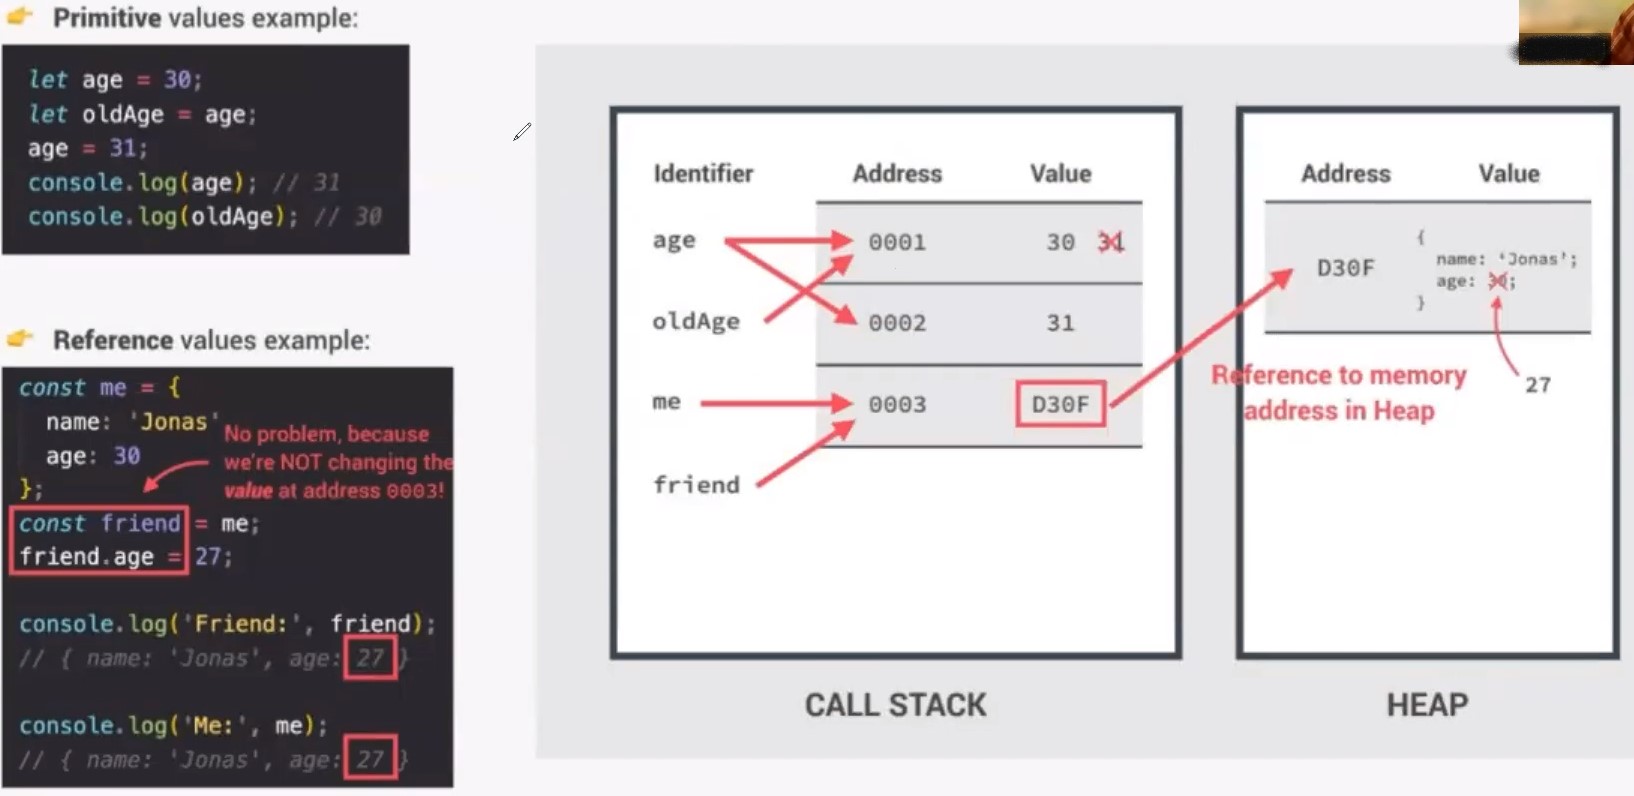 👉 Primitive values example:
let age = 30;
let oldAge = age;
age = 31;
console.log(age); // 31
console.log(oldAge); // 30
👉 Reference values example:
const me = {
name: 'Jonas'
age: 30
};
No problem, because
we're NOT changing the
value at address 0003!
const friend = me;
friend.age = 27;
console.log('Friend:', friend);
// { name: 'Jonas', age: 27 }
console.log('Me:', me);
// { name: 'Jonas', age: 27 }
Identifier Address Value
age 0001 30 31
oldAge 0002 31
me 0003 D30F
friend
CALL STACK
Address Value
D30F
{
name: 'Jonas';
age: 30;
}
27
Reference to memory
address in Heap
HEAP